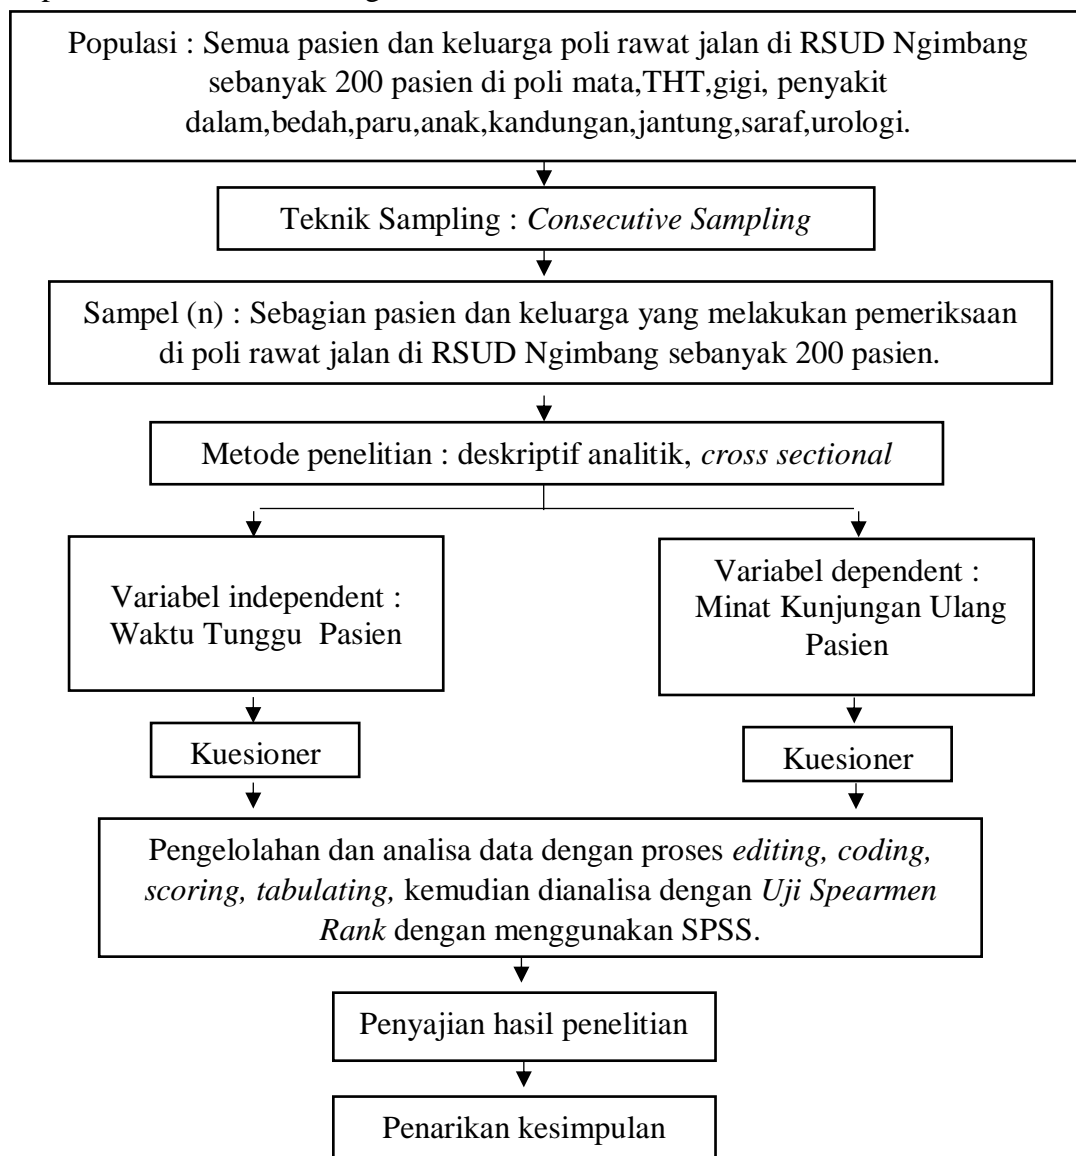 Populasi : Semua pasien dan keluarga poli rawat jalan di RSUD Ngimbang
sebanyak 200 pasien di poli mata,THT,gigi, penyakit
dalam,bedah,paru,anak,kandungan,jantung,saraf,urologi.
Teknik Sampling : Consecutive Sampling
Sampel (n) : Sebagian pasien dan keluarga yang melakukan pemeriksaan
di poli rawat jalan di RSUD Ngimbang sebanyak 200 pasien.
Metode penelitian : deskriptif analitik, cross sectional
Variabel independent :
Waktu Tunggu Pasien
Variabel dependent :
Minat Kunjungan Ulang
Pasien
Kuesioner
Kuesioner
Pengelolahan dan analisa data dengan proses editing, coding,
scoring, tabulating, kemudian dianalisa dengan Uji Spearmen
Rank dengan menggunakan SPSS.
Penyajian hasil penelitian
Penarikan kesimpulan